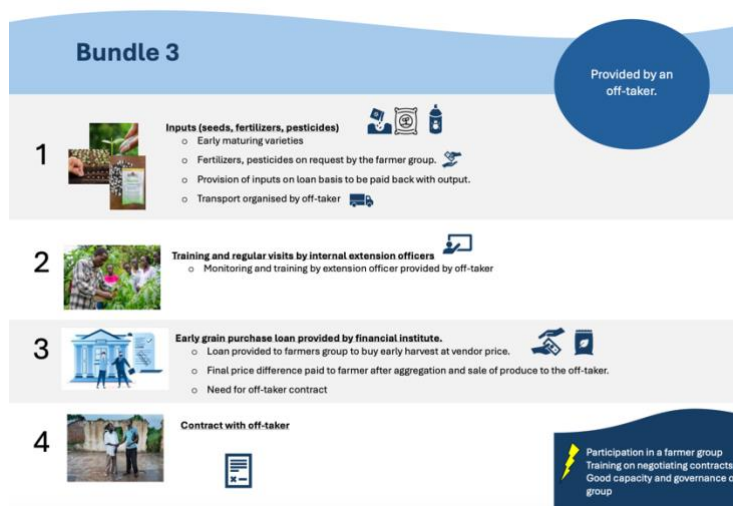 Bundle 3
Provided by an
off-taker.
1
Inputs (seeds, fertilizers, pesticides)
o Early maturing varieties
o Fertilizers, pesticides on request by the farmer group.
o Provision of inputs on loan basis to be paid back with output.
o Transport organised by off-taker
2
Training and regular visits by internal extension officers
o Monitoring and training by extension officer provided by off-taker
3
Early grain purchase loan provided by financial institute.
o Loan provided to farmers group to buy early harvest at vendor price.
o Final price difference paid to farmer after aggregation and sale of produce to the off-taker.
o Need for off-taker contract
4
Contract with off-taker
Participation in a farmer group
Training on negotiating contracts
Good capacity and governance o
group